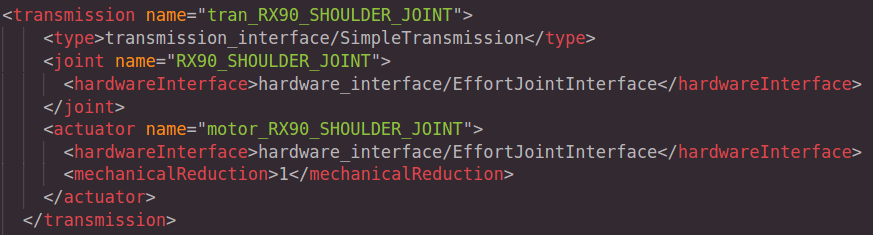 <transmission name="tran_RX90_SHOULDER_JOINT">
<type>transmission_interface/SimpleTransmission</type>
<joint name="RX90_SHOULDER_JOINT">
<hardwareInterface>hardware_interface/EffortJointInterface</hardwareInterface>
</joint>
<actuator name="motor_RX90_SHOULDER_JOINT">
<hardwareInterface>hardware_interface/EffortJointInterface</hardwareInterface>
<mechanicalReduction>1</mechanicalReduction>
</actuator>
</transmission>